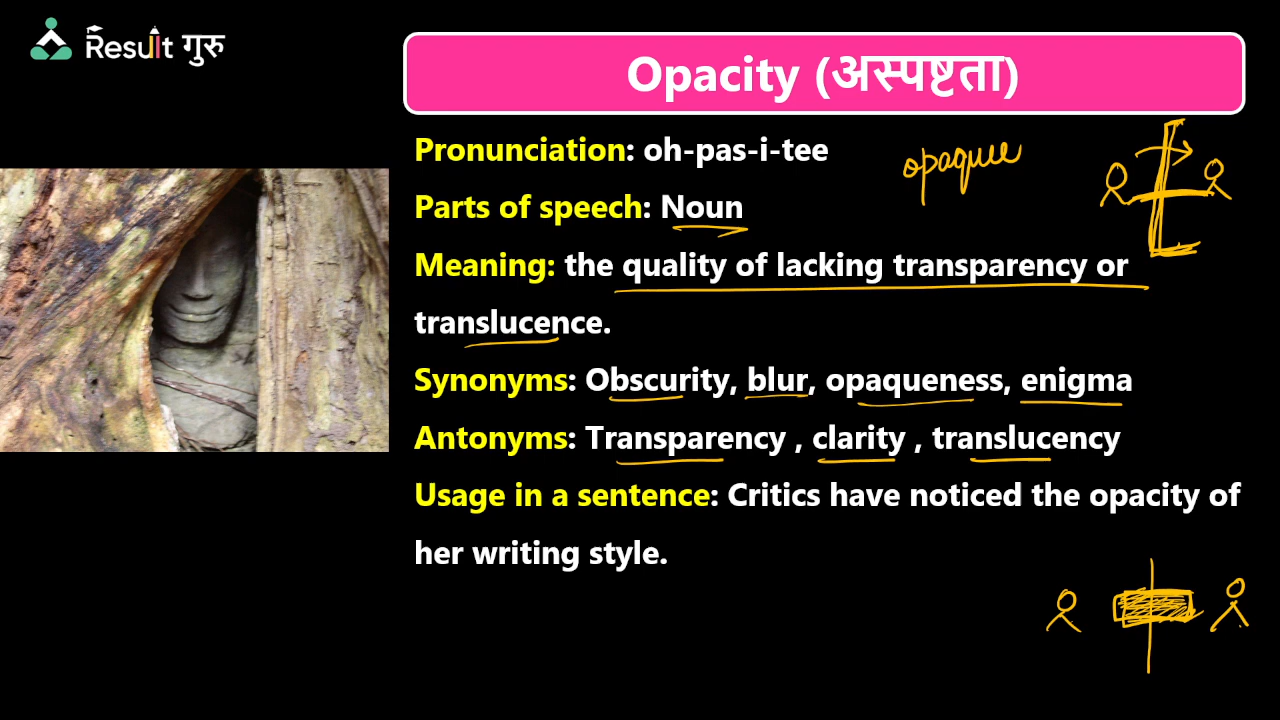 Result गुरु
Opacity (अस्पष्टता)
Pronunciation: oh-pas-i-tee
opaque
Parts of speech: Noun
Meaning: the quality of lacking transparency or
translucence.
Synonyms: Obscurity, blur, opaqueness, enigma
Antonyms: Transparency , clarity , translucency
Usage in a sentence: Critics have noticed the opacity of
her writing style.